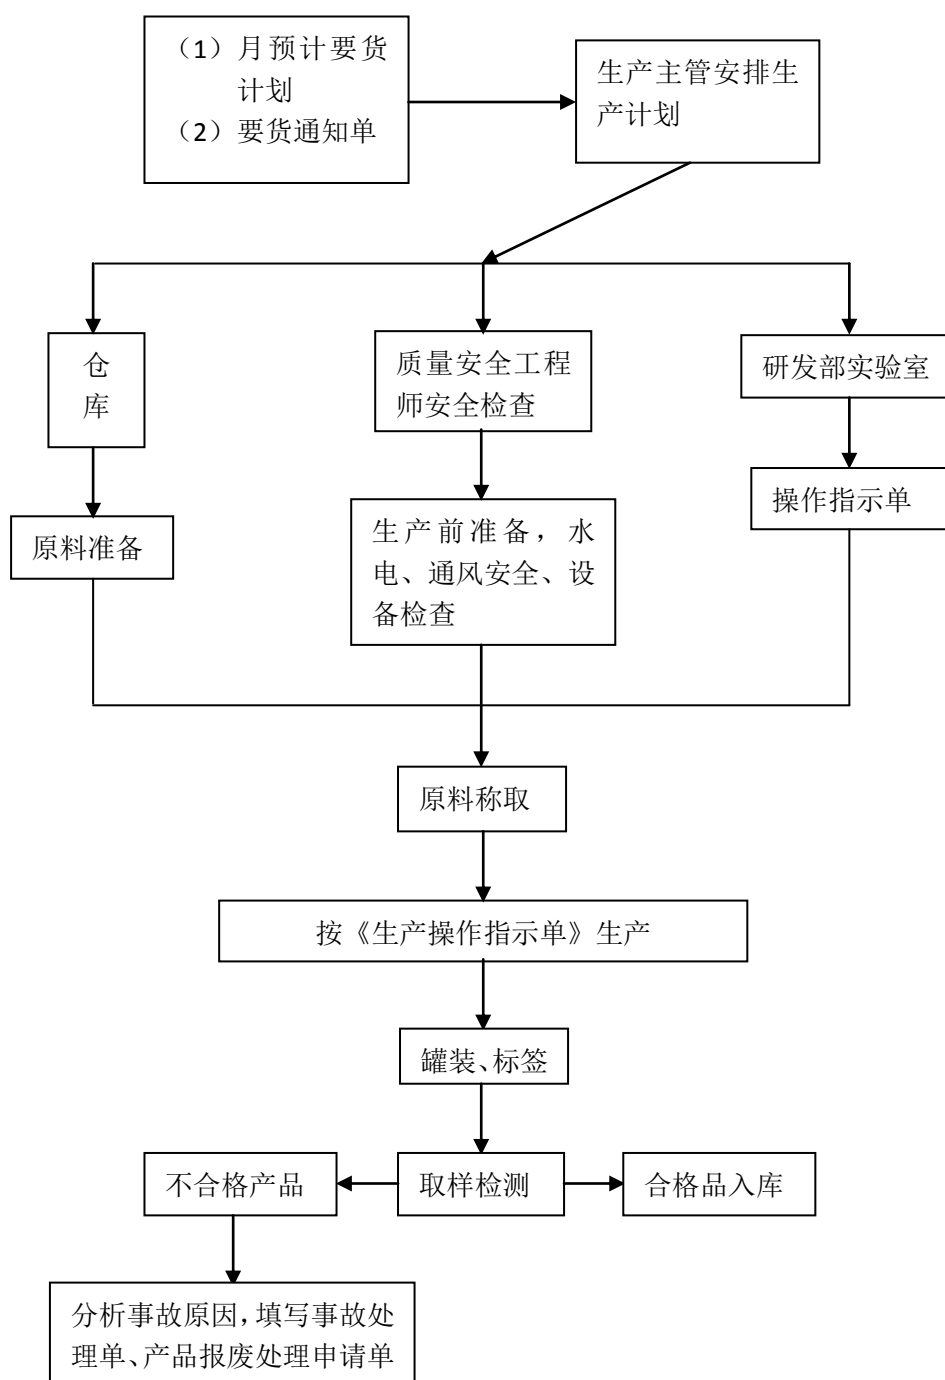 （1）月预计要货
计划
（2）要货通知单
生产主管安排生
产计划
仓
库
质量安全工程
师安全检查
研发部实验室
原料准备
生产前准备，水
电、通风安全、设
备检查
操作指示单
原料称取
按《生产操作指示单》生产
罐装、标签
不合格产品
取样检测
合格品入库
分析事故原因，填写事故处
理单、产品报废处理申请单